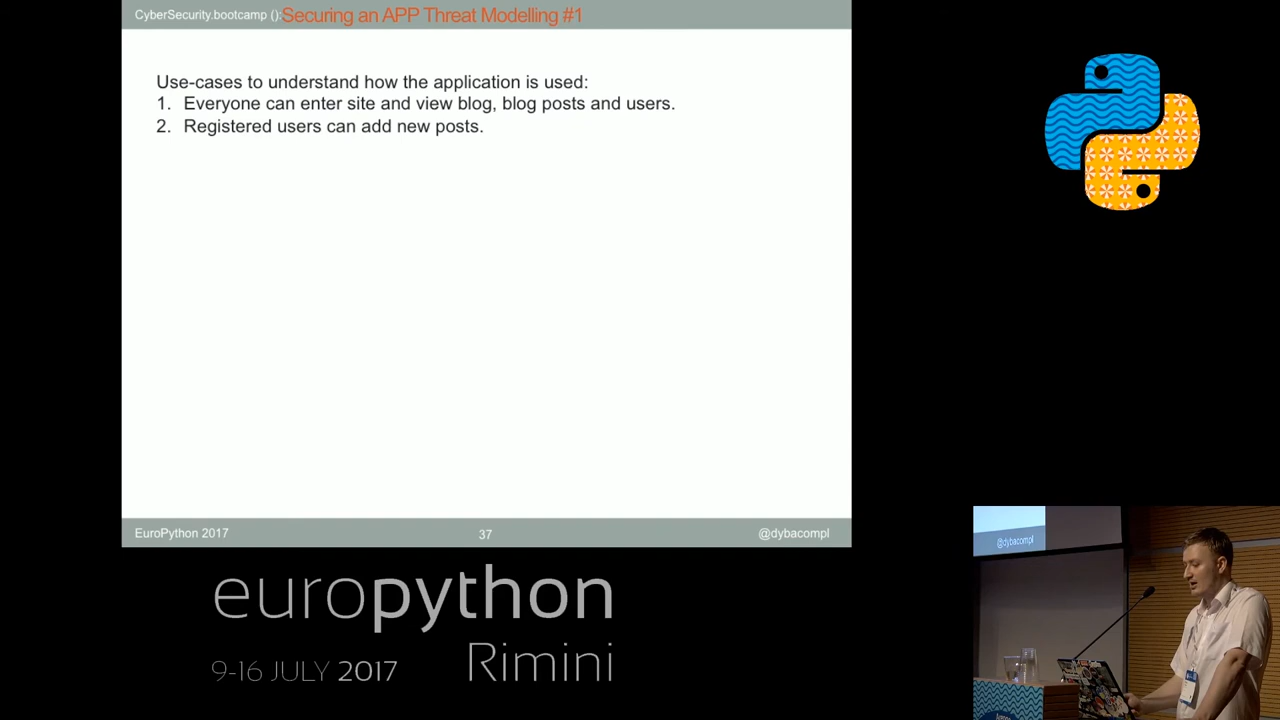 CyberSecurity.bootcamp ():Securing an APP Threat Modelling #1
Use-cases to understand how the application is used:
1. Everyone can enter site and view blog, blog posts and users.
2. Registered users can add new posts.
EuroPython 2017
37
@dybacompl
@dybacompl
europython
Rimini
9-16 JULY 2017